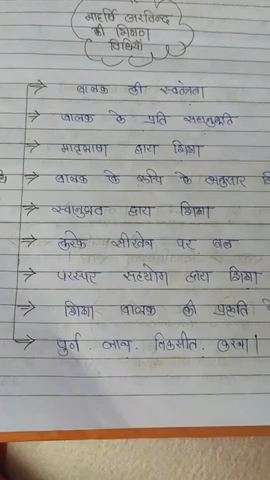 महर्षि अरविन्द
की शिक्षण
विधियाँ
बालक की स्वतंत्रता
बालक के प्रति सहानुभूति
मातृभाषा द्वारा शिक्षा
बालक के रूचि के अनुसार
स्वानुभव द्वारा शिक्षा
करके सीखने पर बल
परस्पर सहयोग द्वारा शिक्षा
शिक्षा बालक की प्रकृति
पूर्ण ज्ञान विकसीत करना।